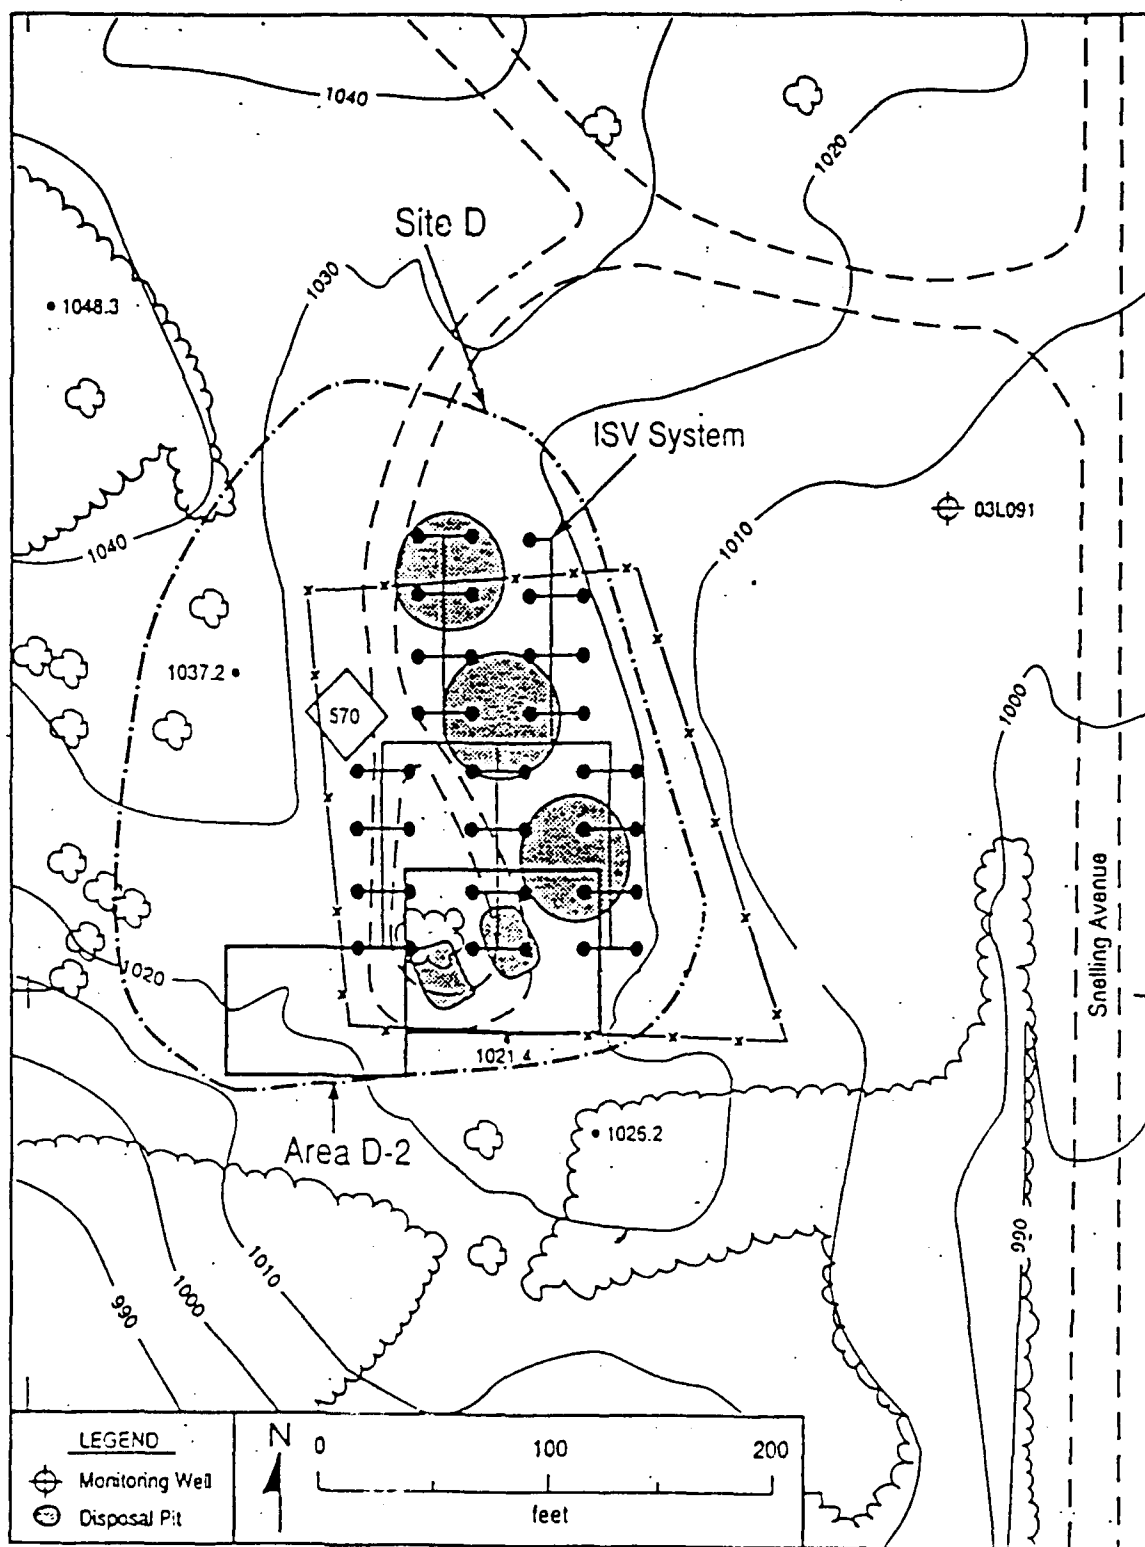 1040
1020
Site D
1030
1048.3
ISV System
03L091
1010
1040
1037.2
1000
570
Snelling Avenue
1020
1021.4
1025.2
Area D-2
990
1010
1000
990
LEGEND
Monitoring Well
Disposal Pit
N
0 100 200
feet